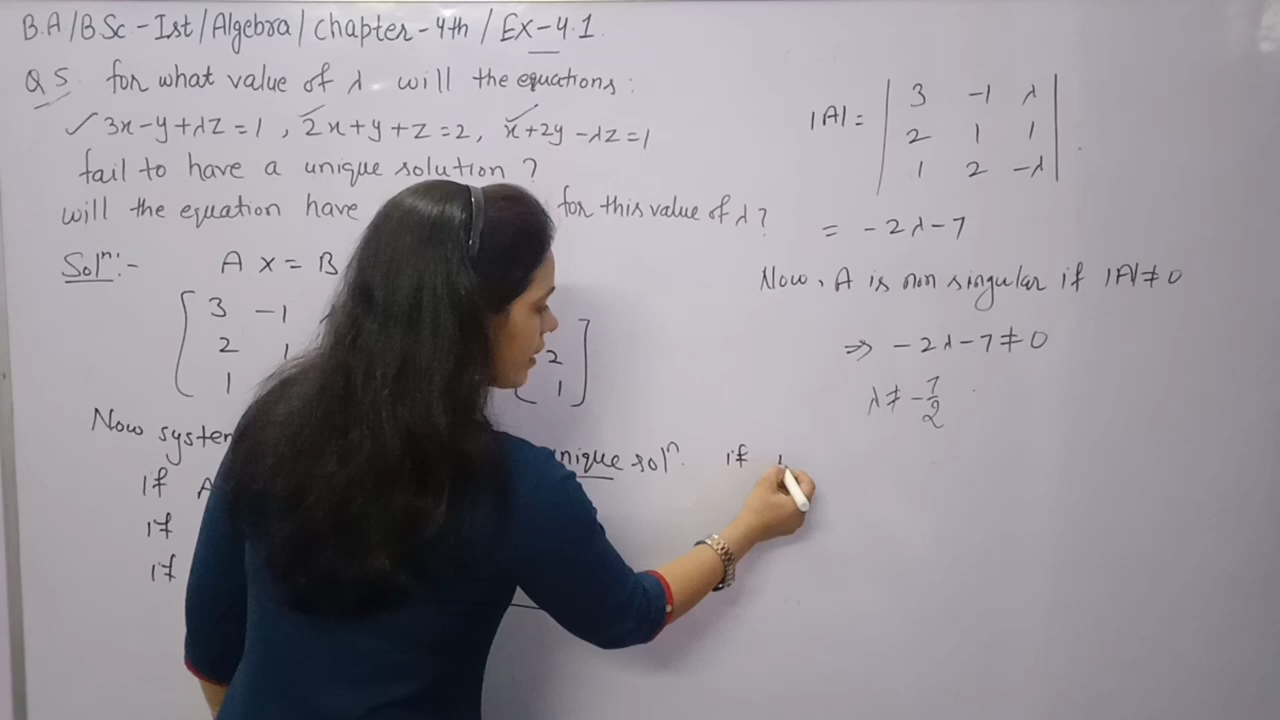 B.A/B.Sc-Ist/Algebra/Chapter-4th/Ex-4.1
Q5. for what value of λ will the equations:
✓3x-y+λz=1, 2x+y+z=2, x+2y-λz=1
fail to have a unique solution?
will the equation have for this value of λ?
Solⁿ:- A X = B
3 -1
2 1 2
1 1
Now system unique solⁿ.
if A
if
if
|A| = | 3 -1 λ |
| 2 1 1 |
| 1 2 -λ |
= -2λ-7
Now, A is non singular if |A|≠0
⇒ -2λ-7≠0
λ≠-7/2
if